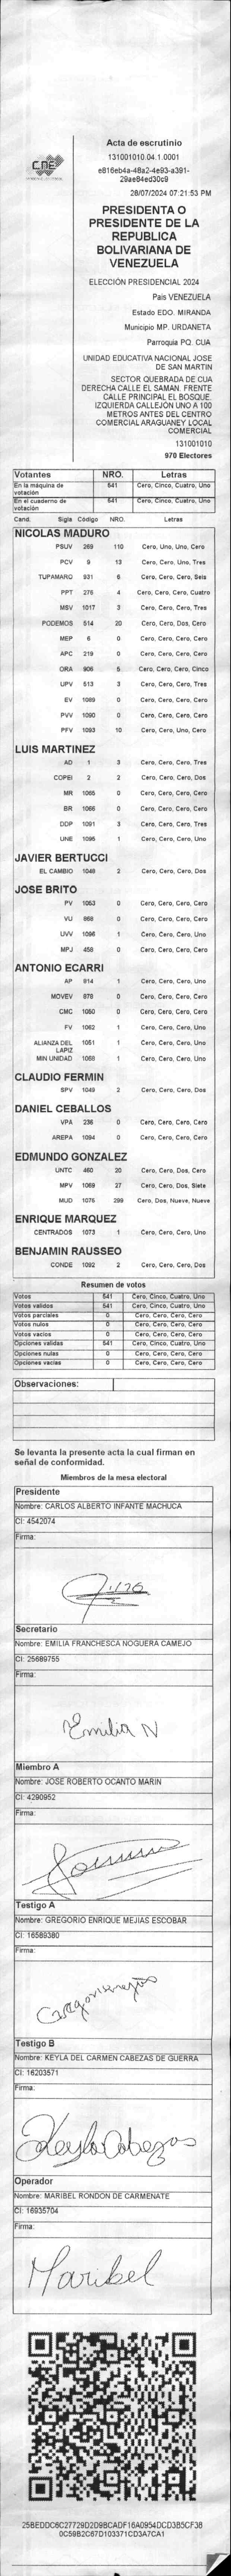 CNE
Acta de escrutinio
131001010.04.1.0001
e816eb4a-48a2-4e93-a391-
29ae84ed30c9
28/07/2024 07:21:53 PM
PRESIDENTA O
PRESIDENTE DE LA
REPUBLICA
BOLIVARIANA DE
VENEZUELA
ELECCIÓN PRESIDENCIAL 2024
Pais VENEZUELA
Estado EDO. MIRANDA
Municipio MP. URDANETA
Parroquia PQ. CUA
UNIDAD EDUCATIVA NACIONAL JOSE
DE SAN MARTIN
SECTOR QUEBRADA DE CUA
DERECHA CALLE EL SAMAN. FRENTE
CALLE PRINCIPAL EL BOSQUE.
IZQUIERDA CALLEJÓN UNO A 100
METROS ANTES DEL CENTRO
COMERCIAL ARAGUANEY LOCAL
COMERCIAL
131001010
970 Electores
Votantes NRO. Letras
En la máquina de votación 541 Cero, Cinco, Cuatro, Uno
En el cuaderno de votación 541 Cero, Cinco, Cuatro, Uno
Cand. Sigla Código NRO. Letras
NICOLAS MADURO
PSUV 269 110 Cero, Uno, Uno, Cero
PCV 9 13 Cero, Cero, Uno, Tres
TUPAMARO 931 6 Cero, Cero, Cero, Seis
PPT 276 4 Cero, Cero, Cero, Cuatro
MSV 1017 3 Cero, Cero, Cero, Tres
PODEMOS 514 20 Cero, Cero, Dos, Cero
MEP 6 0 Cero, Cero, Cero, Cero
APC 219 0 Cero, Cero, Cero, Cero
ORA 906 5 Cero, Cero, Cero, Cinco
UPV 513 3 Cero, Cero, Cero, Tres
EV 1089 0 Cero, Cero, Cero, Cero
PVV 1090 0 Cero, Cero, Cero, Cero
PFV 1093 10 Cero, Cero, Uno, Cero
LUIS MARTINEZ
AD 1 3 Cero, Cero, Cero, Tres
COPEI 2 2 Cero, Cero, Cero, Dos
MR 1065 0 Cero, Cero, Cero, Cero
BR 1066 0 Cero, Cero, Cero, Cero
DDP 1091 3 Cero, Cero, Cero, Tres
UNE 1095 1 Cero, Cero, Cero, Uno
JAVIER BERTUCCI
EL CAMBIO 1048 2 Cero, Cero, Cero, Dos
JOSE BRITO
PV 1053 0 Cero, Cero, Cero, Cero
VU 868 0 Cero, Cero, Cero, Cero
UVV 1096 1 Cero, Cero, Cero, Uno
MPJ 458 0 Cero, Cero, Cero, Cero
ANTONIO ECARRI
AP 814 1 Cero, Cero, Cero, Uno
MOVEV 878 0 Cero, Cero, Cero, Cero
CMC 1050 0 Cero, Cero, Cero, Cero
FV 1062 1 Cero, Cero, Cero, Uno
ALIANZA DEL LAPIZ 1051 1 Cero, Cero, Cero, Uno
MIN UNIDAD 1068 1 Cero, Cero, Cero, Uno
CLAUDIO FERMIN
SPV 1049 2 Cero, Cero, Cero, Dos
DANIEL CEBALLOS
VPA 236 0 Cero, Cero, Cero, Cero
AREPA 1094 0 Cero, Cero, Cero, Cero
EDMUNDO GONZALEZ
UNTC 460 20 Cero, Cero, Dos, Cero
MPV 1069 27 Cero, Cero, Dos, Siete
MUD 1075 299 Cero, Dos, Nueve, Nueve
ENRIQUE MARQUEZ
CENTRADOS 1073 1 Cero, Cero, Cero, Uno
BENJAMIN RAUSSEO
CONDE 1092 2 Cero, Cero, Cero, Dos
Resumen de votos
Votos 541 Cero, Cinco, Cuatro, Uno
Votos validos 541 Cero, Cinco, Cuatro, Uno
Votos parciales 0 Cero, Cero, Cero, Cero
Votos nulos 0 Cero, Cero, Cero, Cero
Votos vacios 0 Cero, Cero, Cero, Cero
Opciones validas 541 Cero, Cinco, Cuatro, Uno
Opciones nulas 0 Cero, Cero, Cero, Cero
Opciones vacias 0 Cero, Cero, Cero, Cero
Observaciones:
Se levanta la presente acta la cual firman en
señal de conformidad.
Miembros de la mesa electoral
Presidente
Nombre: CARLOS ALBERTO INFANTE MACHUCA
CI: 4542074
Firma:
Secretario
Nombre: EMILIA FRANCHESCA NOGUERA CAMEJO
CI: 25689755
Firma:
Emilia N
Miembro A
Nombre: JOSE ROBERTO OCANTO MARIN
CI: 4290952
Firma:
Testigo A
Nombre: GREGORIO ENRIQUE MEJIAS ESCOBAR
CI: 16589380
Firma:
Testigo B
Nombre: KEYLA DEL CARMEN CABEZAS DE GUERRA
CI: 16203571
Firma:
Keyla Cabezas
Operador
Nombre: MARIBEL RONDON DE CARMENATE
CI: 16935704
Firma:
Maribel
25BEDDC6C27729D2D9BCADF16A0954DCD3B5CF38
0C59B2C67D103371CD3A7CA1